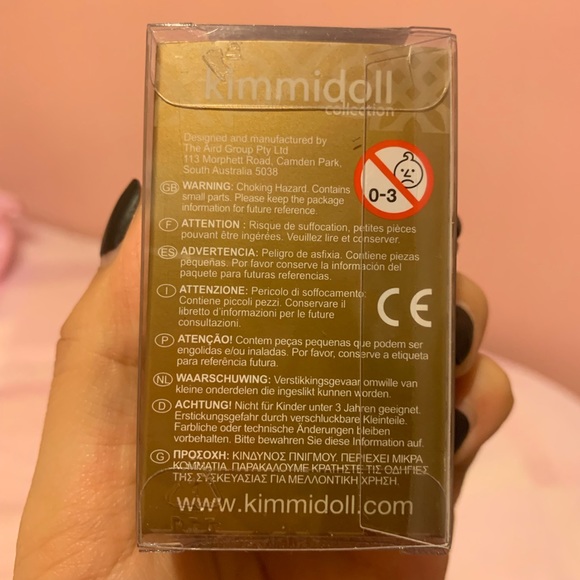 kimmidoll
collection
Designed and manufactured by
The Aird Group Pty Ltd
113 Morphett Road, Camden Park,
South Australia 5038
0-3
GB WARNING: Choking Hazard. Contains
small parts. Please keep the package
information for future reference.
F ATTENTION : Risque de suffocation, petites pièces
pouvant être ingérées. Veuillez lire et conserver.
ES ADVERTENCIA: Peligro de asfixia. Contiene piezas
pequeñas. Por favor conserve la información del
paquete para futuras referencias.
I ATTENZIONE: Pericolo di soffocamento:
Contiene piccoli pezzi. Conservare il
libretto d'informazioni per le future
consultazioni.
CE
P ATENÇÃO! Contem peças pequenas que podem ser
engolidas e/ou inaladas. Por favor, conserve a etiqueta
para referência futura.
NL WAARSCHUWING: Verstikkingsgevaar omwille van
kleine onderdelen die ingeslikt kunnen worden.
D ACHTUNG! Nicht für Kinder unter 3 Jahren geeignet.
Erstickungsgefahr durch verschluckbare Kleinteile.
Farbliche oder technische Änderungen bleiben
vorbehalten. Bitte bewahren Sie diese Information auf.
G ΠΡΟΣΟΧΗ: ΚΙΝΔΥΝΟΣ ΠΝΙΓΜΟΥ. ΠΕΡΙΕΧΕΙ ΜΙΚΡΑ
ΚΟΜΜΑΤΙΑ. ΠΑΡΑΚΑΛΟΥΜΕ ΚΡΑΤΗΣΤΕ ΤΙΣ ΟΔΗΓΙΕΣ
ΤΗΣ ΣΥΣΚΕΥΑΣΙΑΣ ΓΙΑ ΜΕΛΛΟΝΤΙΚΗ ΧΡΗΣΗ.
www.kimmidoll.com